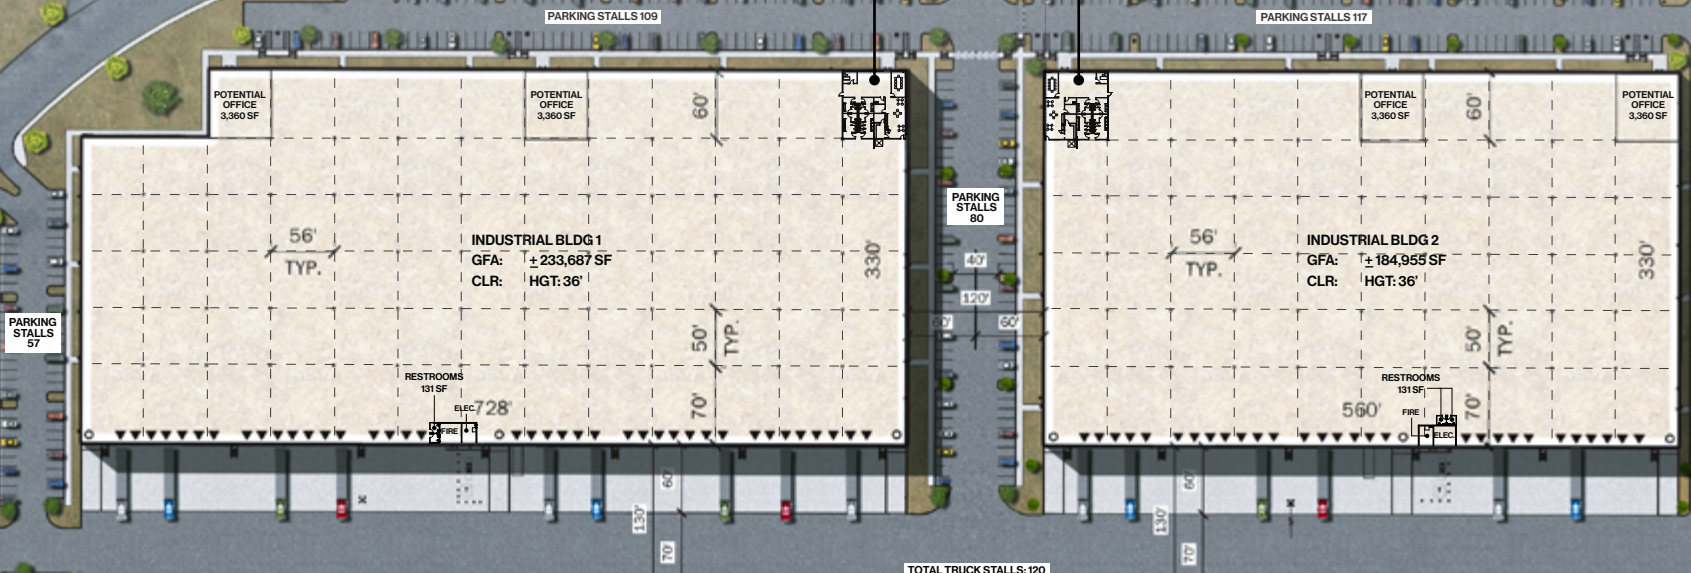 PARKING STALLS 109
PARKING STALLS 117
POTENTIAL
OFFICE
3,360 SF
POTENTIAL
OFFICE
3,360 SF
60'
POTENTIAL
OFFICE
3,360 SF
60'
POTENTIAL
OFFICE
3,360 SF
PARKING
STALLS
80
56'
TYP.
INDUSTRIAL BLDG 1
GFA: ±233,687 SF
CLR: HGT: 36'
330'
40'
120'
60'
60'
56'
TYP.
INDUSTRIAL BLDG 2
GFA: ±184,955 SF
CLR: HGT: 36'
330'
PARKING
STALLS
57
50'
TYP.
50'
TYP.
RESTROOMS
131 SF
ELEC.
728'
FIRE
70'
RESTROOMS
131 SF
560'
FIRE
ELEC.
70'
60'
130'
70'
60'
130'
70'
TOTAL TRUCK STALLS: 120